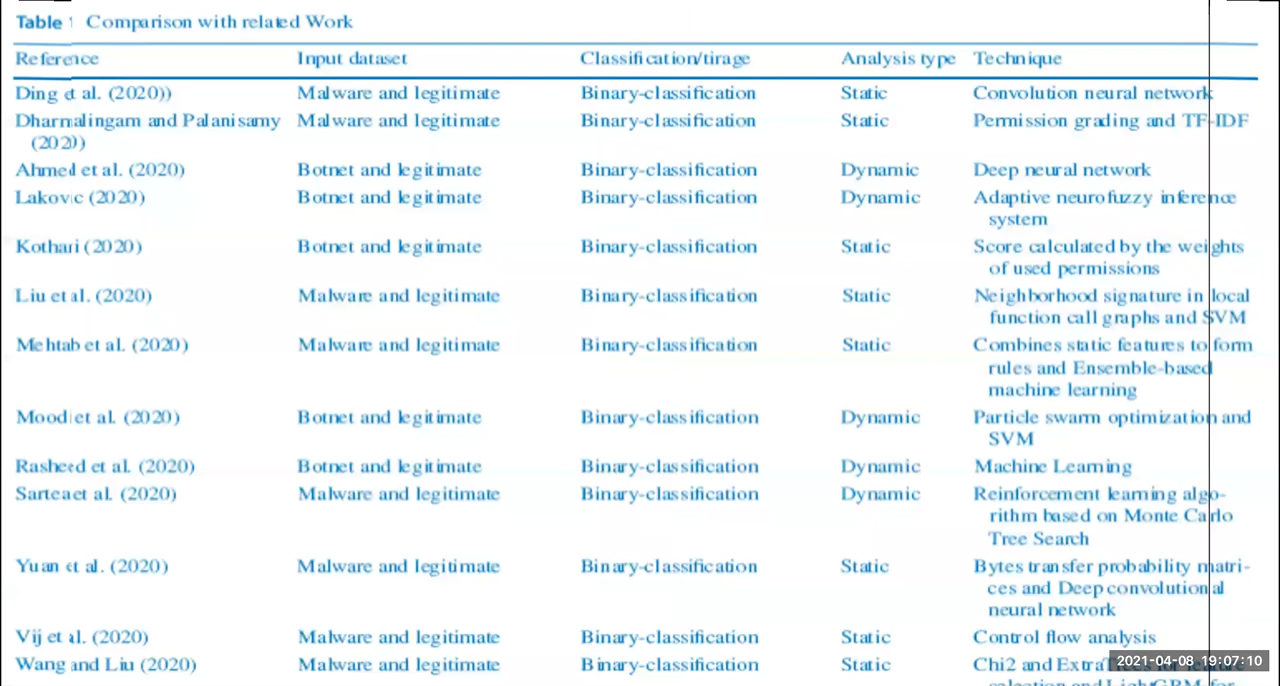 Table 1 Comparison with related Work
Reference Input dataset Classification/tirage Analysis type Technique
Ding et al. (2020)) Malware and legitimate Binary-classification Static Convolution neural network
Dharmalingam and Palanisamy Malware and legitimate Binary-classification Static Permission grading and TF-IDF
(2020))
Ahmed et al. (2020) Botnet and legitimate Binary-classification Dynamic Deep neural network
Lakovic (2020) Botnet and legitimate Binary-classification Dynamic Adaptive neurofuzzy inference
system
Kothari (2020) Botnet and legitimate Binary-classification Static Score calculated by the weights
of used permissions
Liu et al. (2020) Malware and legitimate Binary-classification Static Neighborhood signature in local
function call graphs and SVM
Mehtab et al. (2020) Malware and legitimate Binary-classification Static Combines static features to form
rules and Ensemble-based
machine learning
Moodi et al. (2020) Botnet and legitimate Binary-classification Dynamic Particle swarm optimization and
SVM
Rasheed et al. (2020) Botnet and legitimate Binary-classification Dynamic Machine Learning
Sartea et al. (2020) Malware and legitimate Binary-classification Dynamic Reinforcement learning algo-
rithm based on Monte Carlo
Tree Search
Yuan et al. (2020) Malware and legitimate Binary-classification Static Bytes transfer probability matri-
ces and Deep convolutional
neural network
Vij et al. (2020) Malware and legitimate Binary-classification Static Control flow analysis
Wang and Liu (2020) Malware and legitimate Binary-classification Static Chi2 and ExtraTrees for feature
2021-04-08 19:07:10